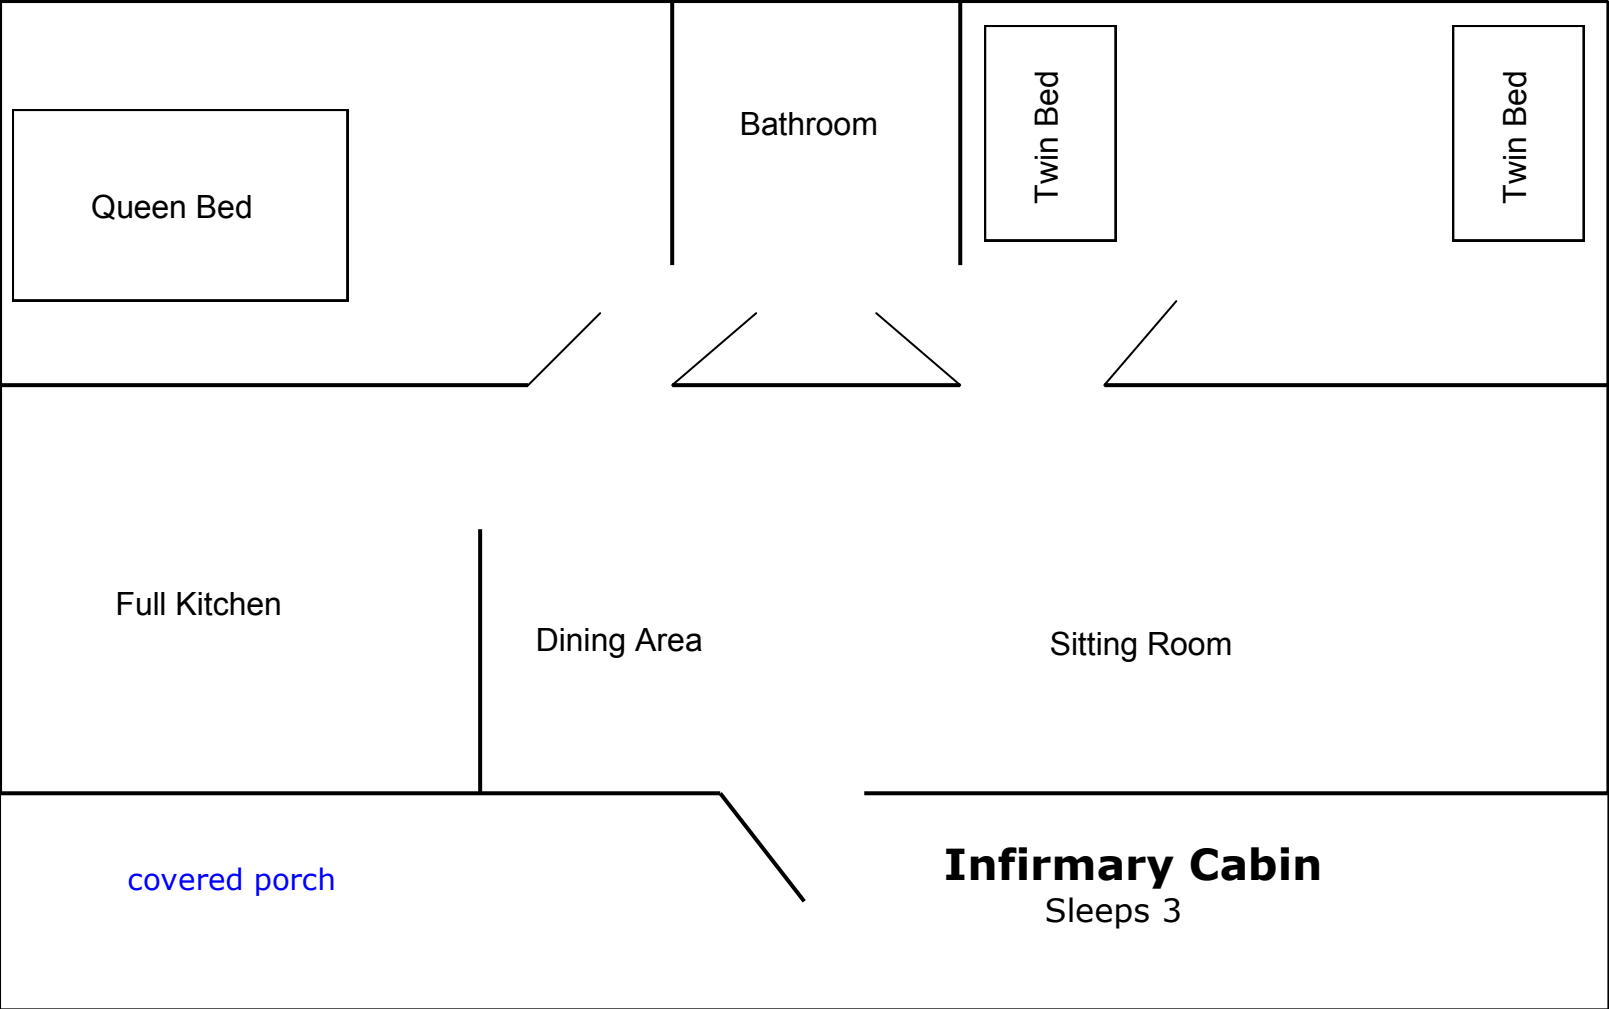 Bathroom
Twin Bed
Twin Bed
Queen Bed
Full Kitchen
Dining Area
Sitting Room
covered porch
Infirmary Cabin
Sleeps 3